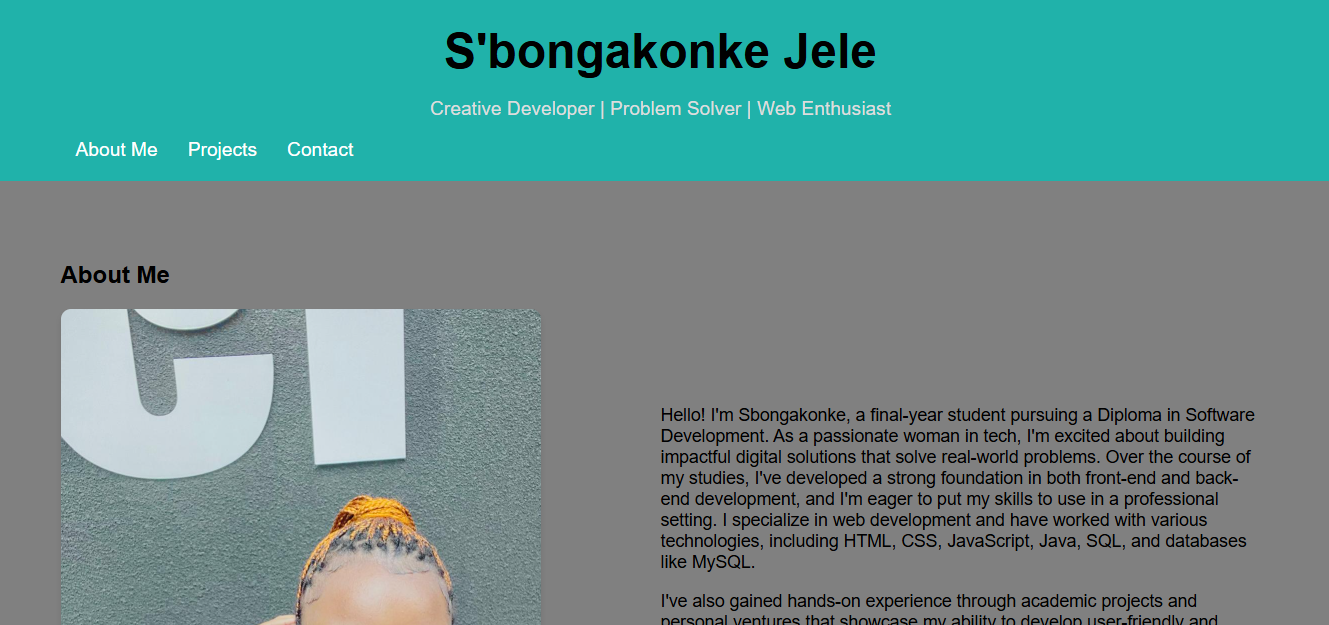 S'bongakonke Jele
Creative Developer | Problem Solver | Web Enthusiast
About Me Projects Contact
About Me
Hello! I'm Sbongakonke, a final-year student pursuing a Diploma in Software
Development. As a passionate woman in tech, I'm excited about building
impactful digital solutions that solve real-world problems. Over the course of
my studies, I've developed a strong foundation in both front-end and back-
end development, and I'm eager to put my skills to use in a professional
setting. I specialize in web development and have worked with various
technologies, including HTML, CSS, JavaScript, Java, SQL, and databases
like MySQL.
I've also gained hands-on experience through academic projects and
personal ventures that showcase my ability to develop user-friendly and